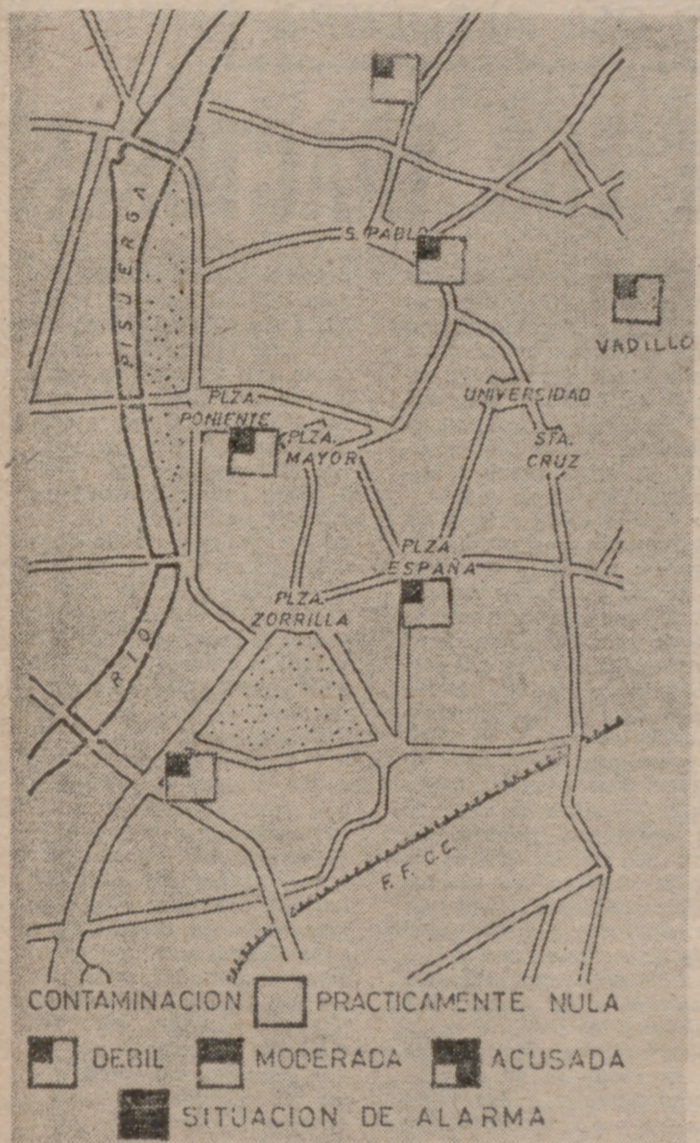 S. PABLO
PISUERGA
VADILLO
PLZA
PONIENTE
UNIVERSIDAD
PLZA.
MAYOR
STA.
CRUZ
PLZA
ESPAÑA
PLZA.
ZORRILLA
RIO
F. F. C.C.
CONTAMINACION PRACTICAMENTE NULA
DEBIL MODERADA ACUSADA
SITUACION DE ALARMA